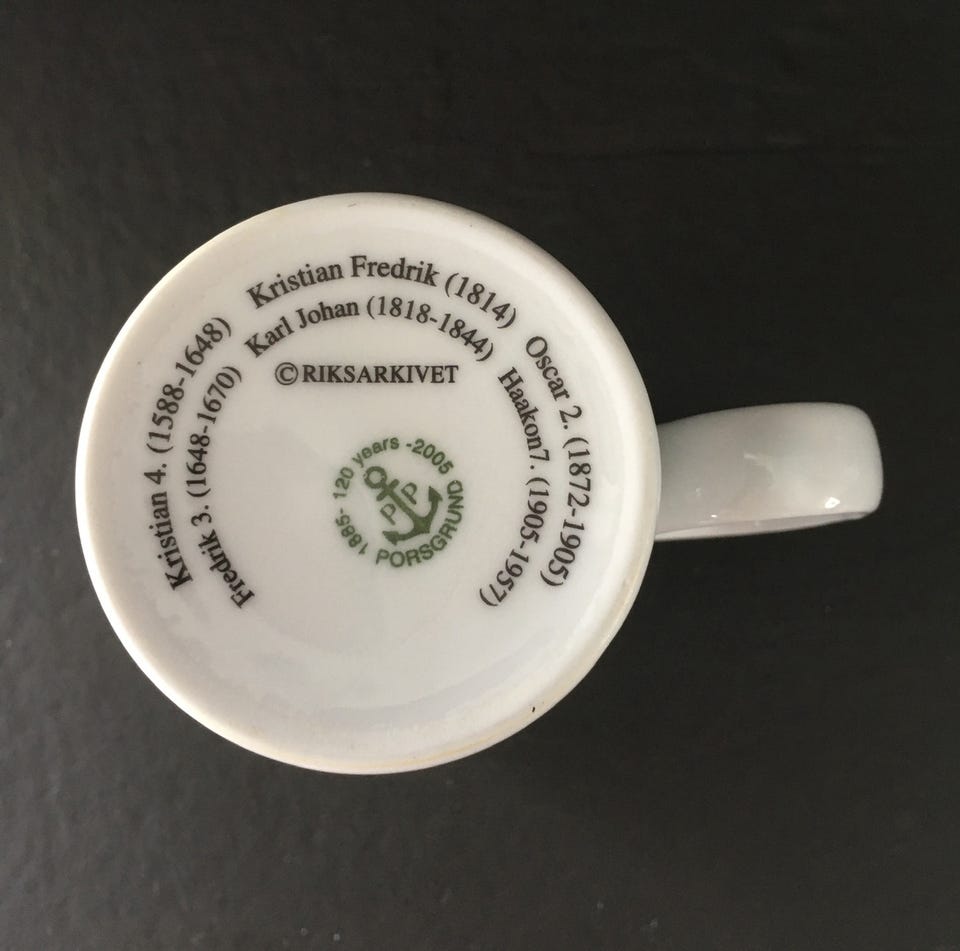 Kristian 4. (1588-1648)
Fredrik 3. (1648-1670)
Kristian Fredrik (1814)
Karl Johan (1818-1844)
Oscar 2. (1872-1905)
Haakon7. (1905-1957)
©RIKSARKIVET
1885- 120 years -2005
PP
PORSGRUND